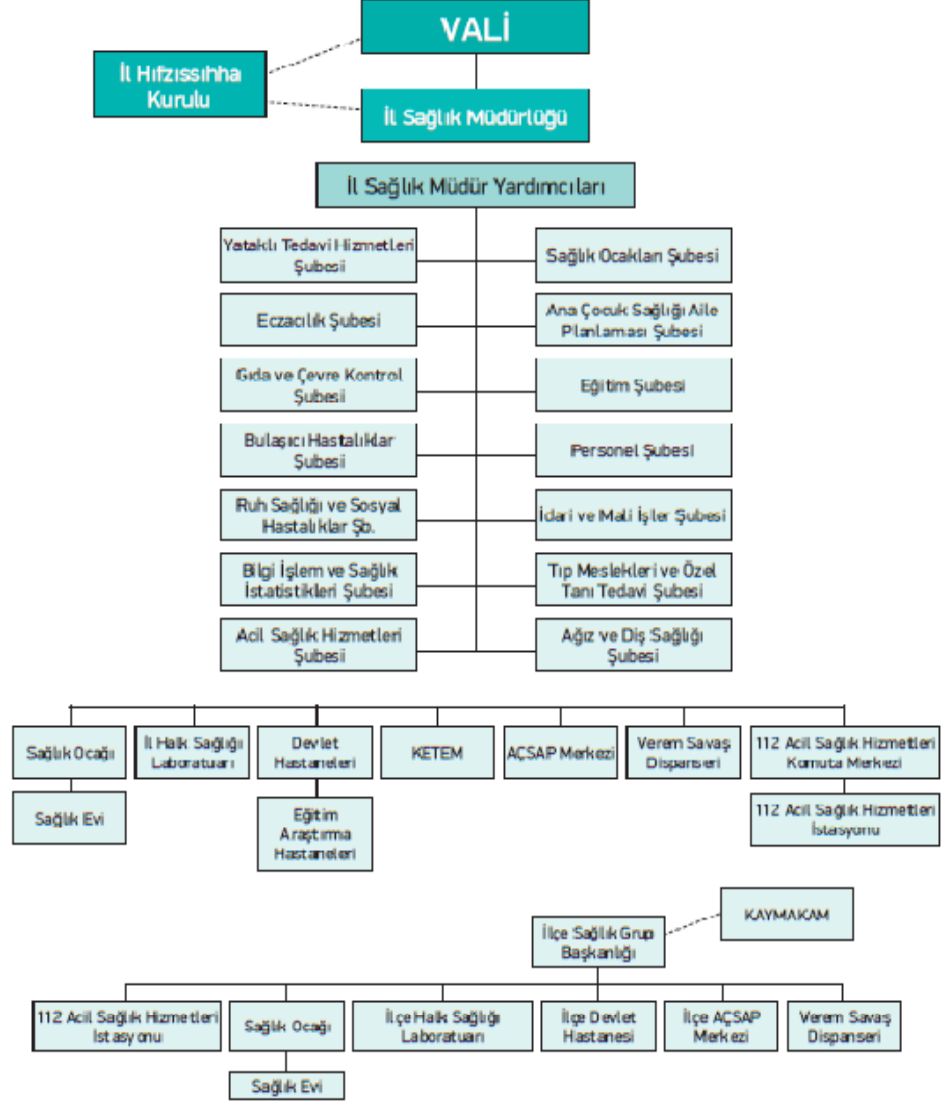 VALİ
İl Hıfzıssıhha
Kurulu
İl Sağlık Müdürlüğü
İl Sağlık Müdür Yardımcıları
Yataklı Tedavi Hizmetleri
Şubesi
Sağlık Ocakları Şubesi
Eczacılık Şubesi
Ana Çocuk Sağlığı Aile
Planlaması Şubesi
Gıda ve Çevre Kontrol
Şubesi
Eğitim Şubesi
Bulaşıcı Hastalıklar
Şubesi
Personel Şubesi
Ruh Sağlığı ve Sosyal
Hastalıklar Şb.
İdari ve Mali İşler Şubesi
Bilgi İşlem ve Sağlık
İstatistikleri Şubesi
Tıp Meslekleri ve Özel
Tanı Tedavi Şubesi
Acil Sağlık Hizmetleri
Şubesi
Ağız ve Diş Sağlığı
Şubesi
Sağlık Ocağı
İl Halk Sağlığı
Laboratuarı
Devlet
Hastaneleri
KETEM
AÇSAP Merkezi
Verem Savaş
Dispanseri
112 Acil Sağlık Hizmetleri
Komuta Merkezi
Sağlık Evi
Eğitim
Araştırma
Hastaneleri
112 Acil Sağlık Hizmetleri
İstasyonu
KAYMAKAM
İlçe Sağlık Grup
Başkanlığı
112 Acil Sağlık Hizmetleri
İstasyonu
Sağlık Ocağı
İlçe Halk Sağlığı
Laboratuarı
İlçe Devlet
Hastanesi
İlçe AÇSAP
Merkezi
Verem Savaş
Dispanseri
Sağlık Evi